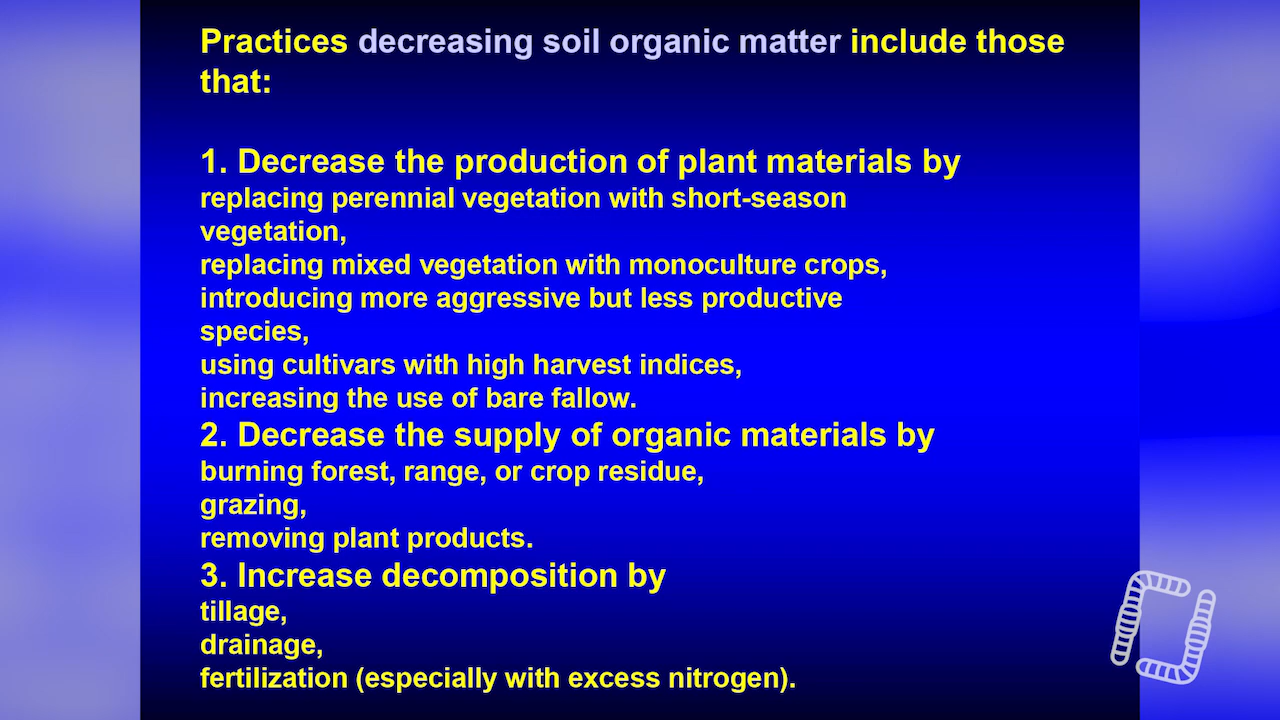 Practices decreasing soil organic matter include those
that:
1. Decrease the production of plant materials by
replacing perennial vegetation with short-season
vegetation,
replacing mixed vegetation with monoculture crops,
introducing more aggressive but less productive
species,
using cultivars with high harvest indices,
increasing the use of bare fallow.
2. Decrease the supply of organic materials by
burning forest, range, or crop residue,
grazing,
removing plant products.
3. Increase decomposition by
tillage,
drainage,
fertilization (especially with excess nitrogen).